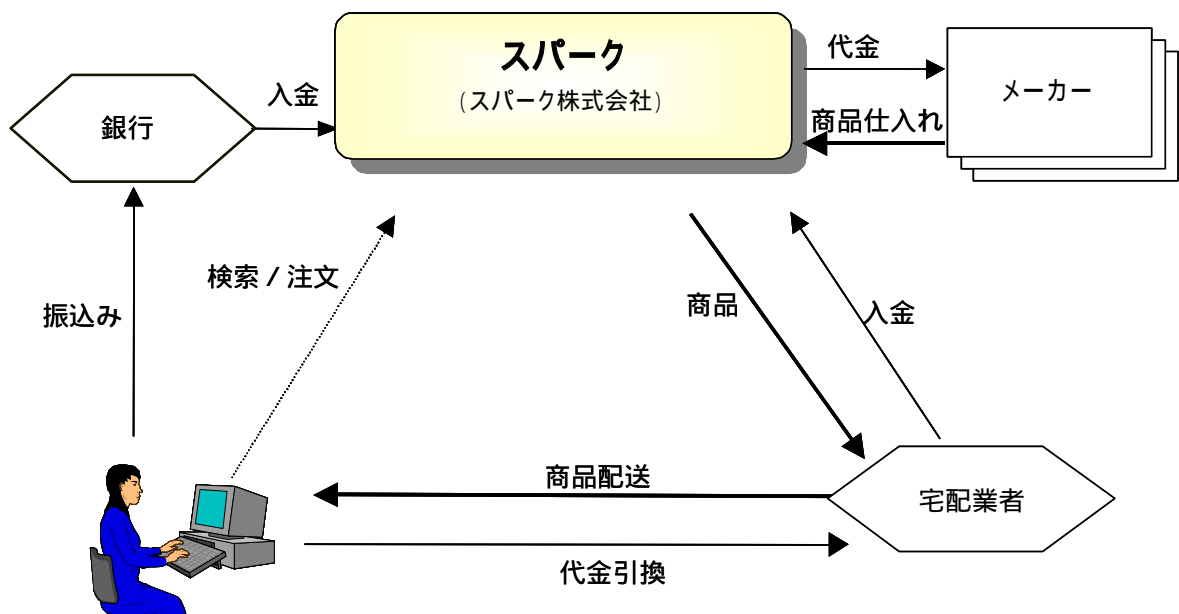 スパーク
(スパーク株式会社)
代金
メーカー
入金
銀行
商品仕入れ
検索 / 注文
振込み
商品
入金
商品配送
宅配業者
代金引換